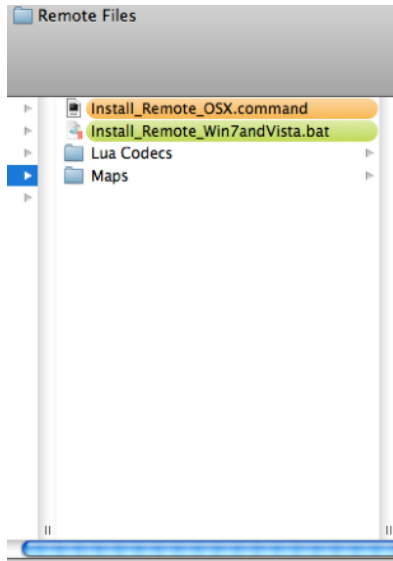 Remote Files
Install_Remote_OSX.command
Install_Remote_Win7andVista.bat
Lua Codecs
Maps